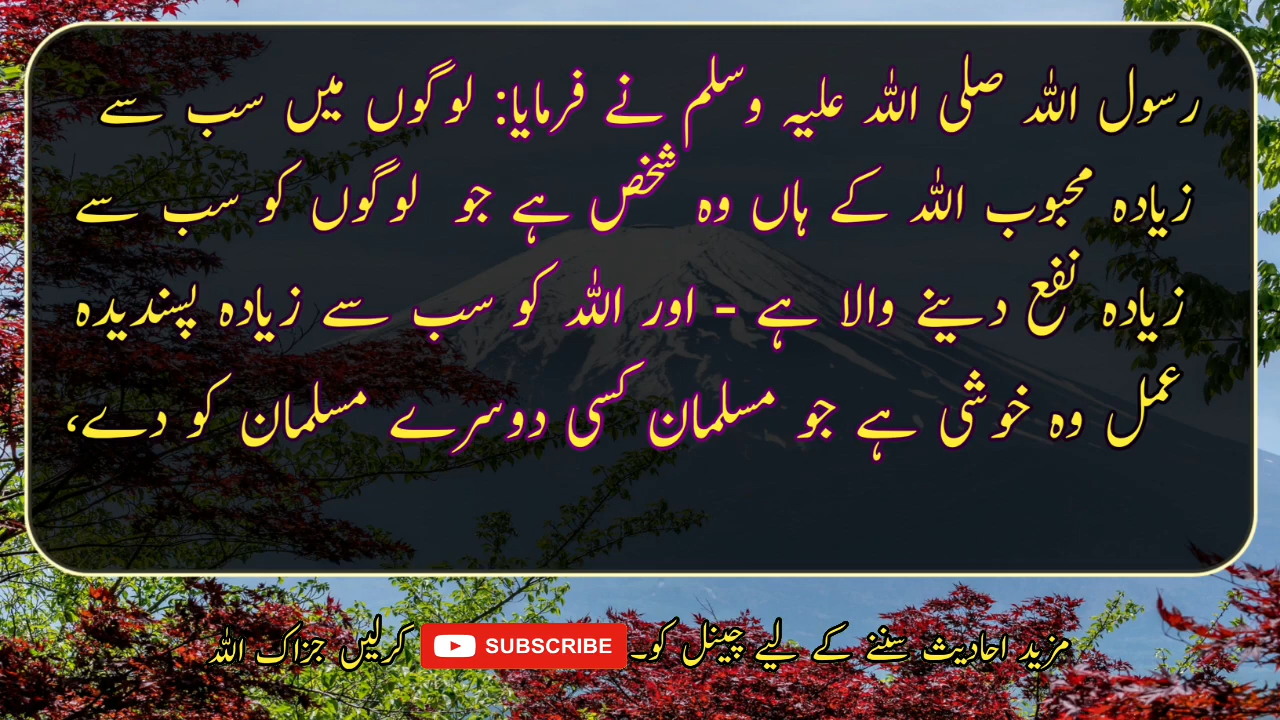 رسول اللہ صلی اللہ علیہ وسلم نے فرمایا: لوگوں میں سب سے
زیادہ محبوب اللہ کے ہاں وہ شخص ہے جو لوگوں کو سب سے
زیادہ نفع دینے والا ہے - اور اللہ کو سب سے زیادہ پسندیدہ
عمل وہ خوشی ہے جو مسلمان کسی دوسرے مسلمان کو دے،
مزید احادیث سننے کے لیے چینل کو۔ SUBSCRIBE کرلیں جزاک اللہ